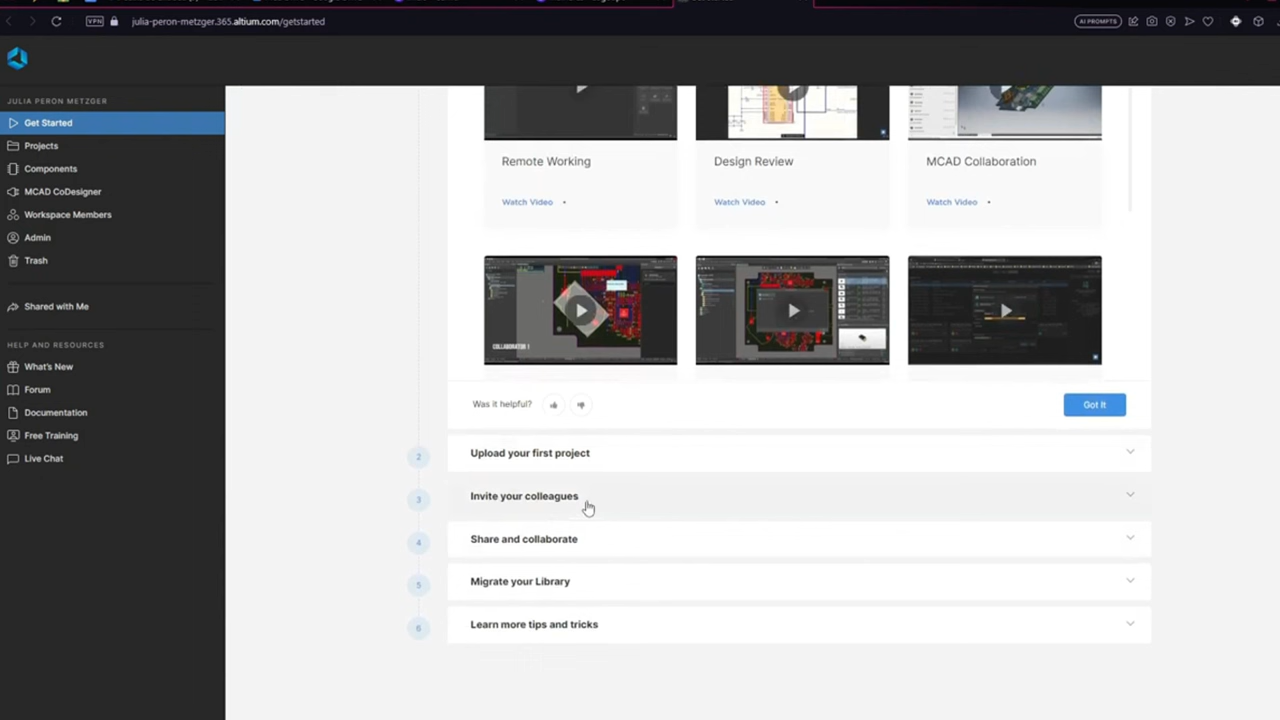 VPN
julia-peron-metzger.365.altium.com/getstarted
AI PROMPTS
JULIA PERON METZGER
Get Started
Projects
Components
MCAD CoDesigner
Workspace Members
Admin
Trash
Shared with Me
HELP AND RESOURCES
What's New
Forum
Documentation
Free Training
Live Chat
Remote Working
Design Review
MCAD Collaboration
Watch Video •
Watch Video •
Watch Video •
COLLABORATOR 1
Was it helpful?
Got It
2 Upload your first project
3 Invite your colleagues
4 Share and collaborate
5 Migrate your Library
6 Learn more tips and tricks